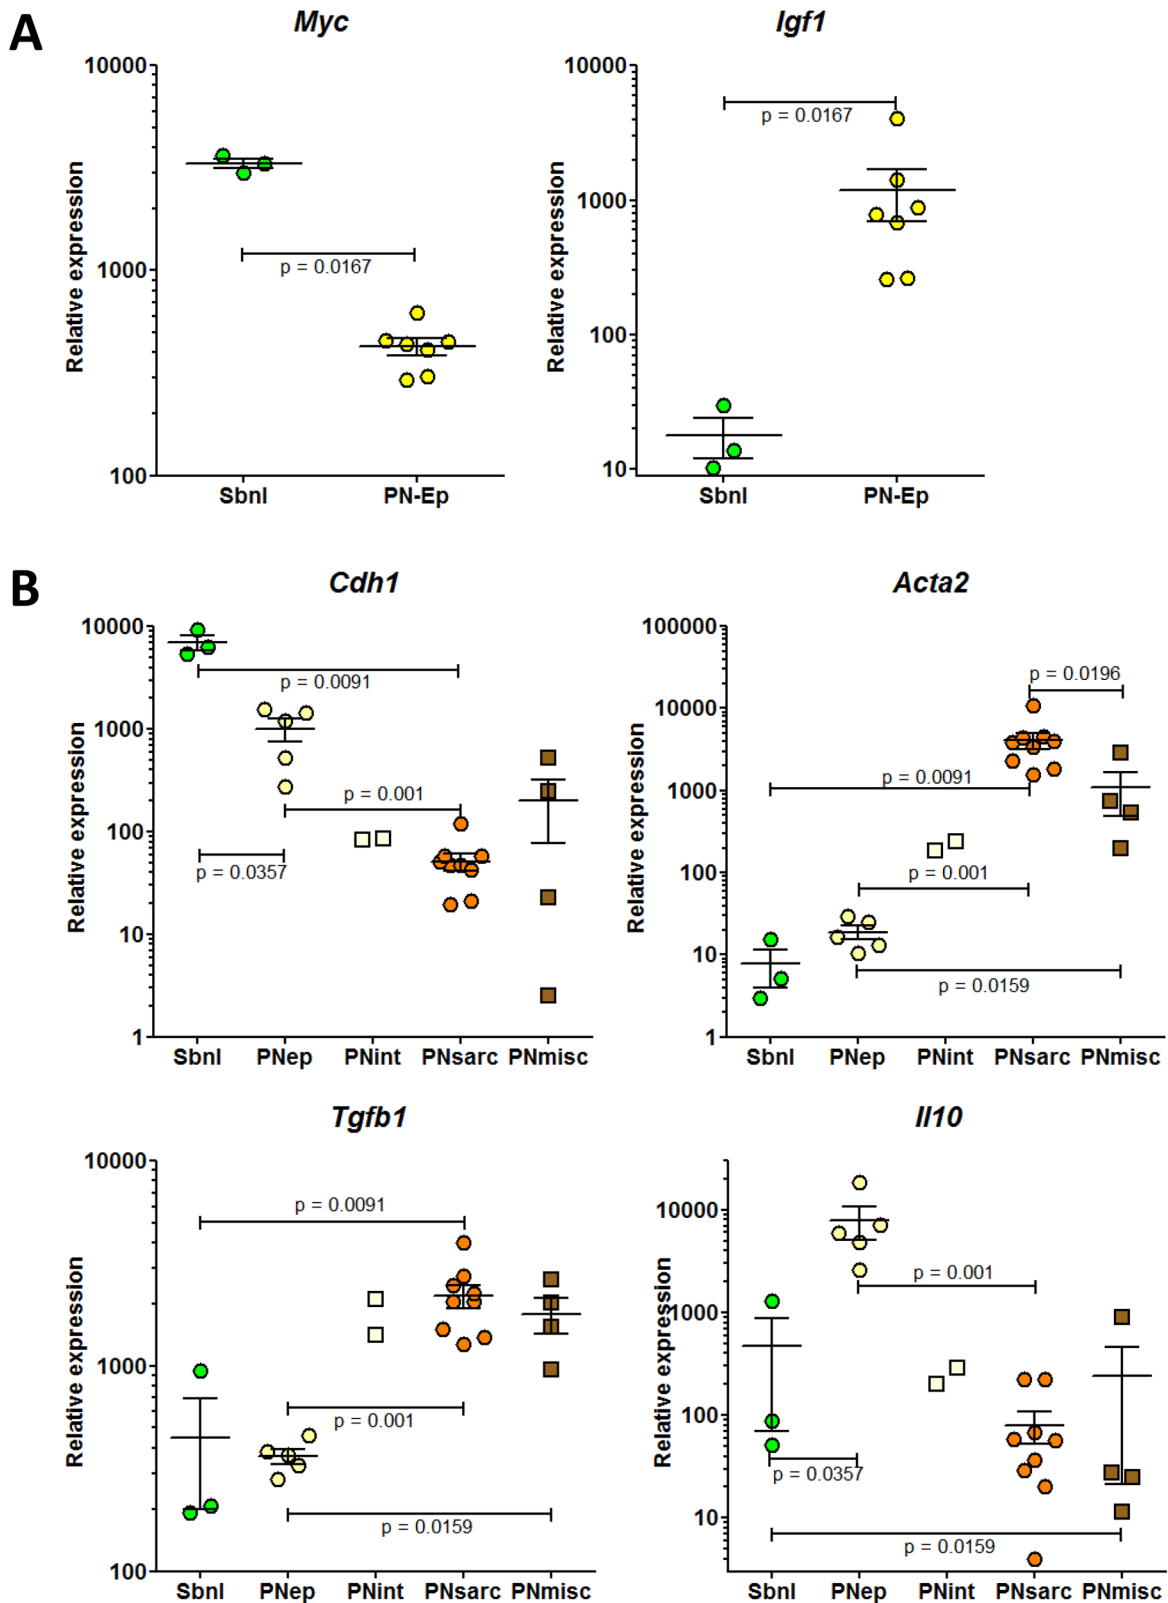 A
Myc
Igf1
10000
1000
100
Relative expression
p = 0.0167
Sbnl
PN-Ep
10000
1000
100
10
Relative expression
p = 0.0167
Sbnl
PN-Ep
B
Cdh1
Acta2
10000
1000
100
10
1
Relative expression
p = 0.0091
p = 0.001
p = 0.0357
Sbnl PNep PNint PNsarc PNmisc
100000
10000
1000
100
10
1
Relative expression
p = 0.0196
p = 0.0091
p = 0.001
p = 0.0159
Sbnl PNep PNint PNsarc PNmisc
Tgfb1
Il10
10000
1000
100
Relative expression
p = 0.0091
p = 0.001
p = 0.0159
Sbnl PNep PNint PNsarc PNmisc
10000
1000
100
10
Relative expression
p = 0.001
p = 0.0357
p = 0.0159
Sbnl PNep PNint PNsarc PNmisc